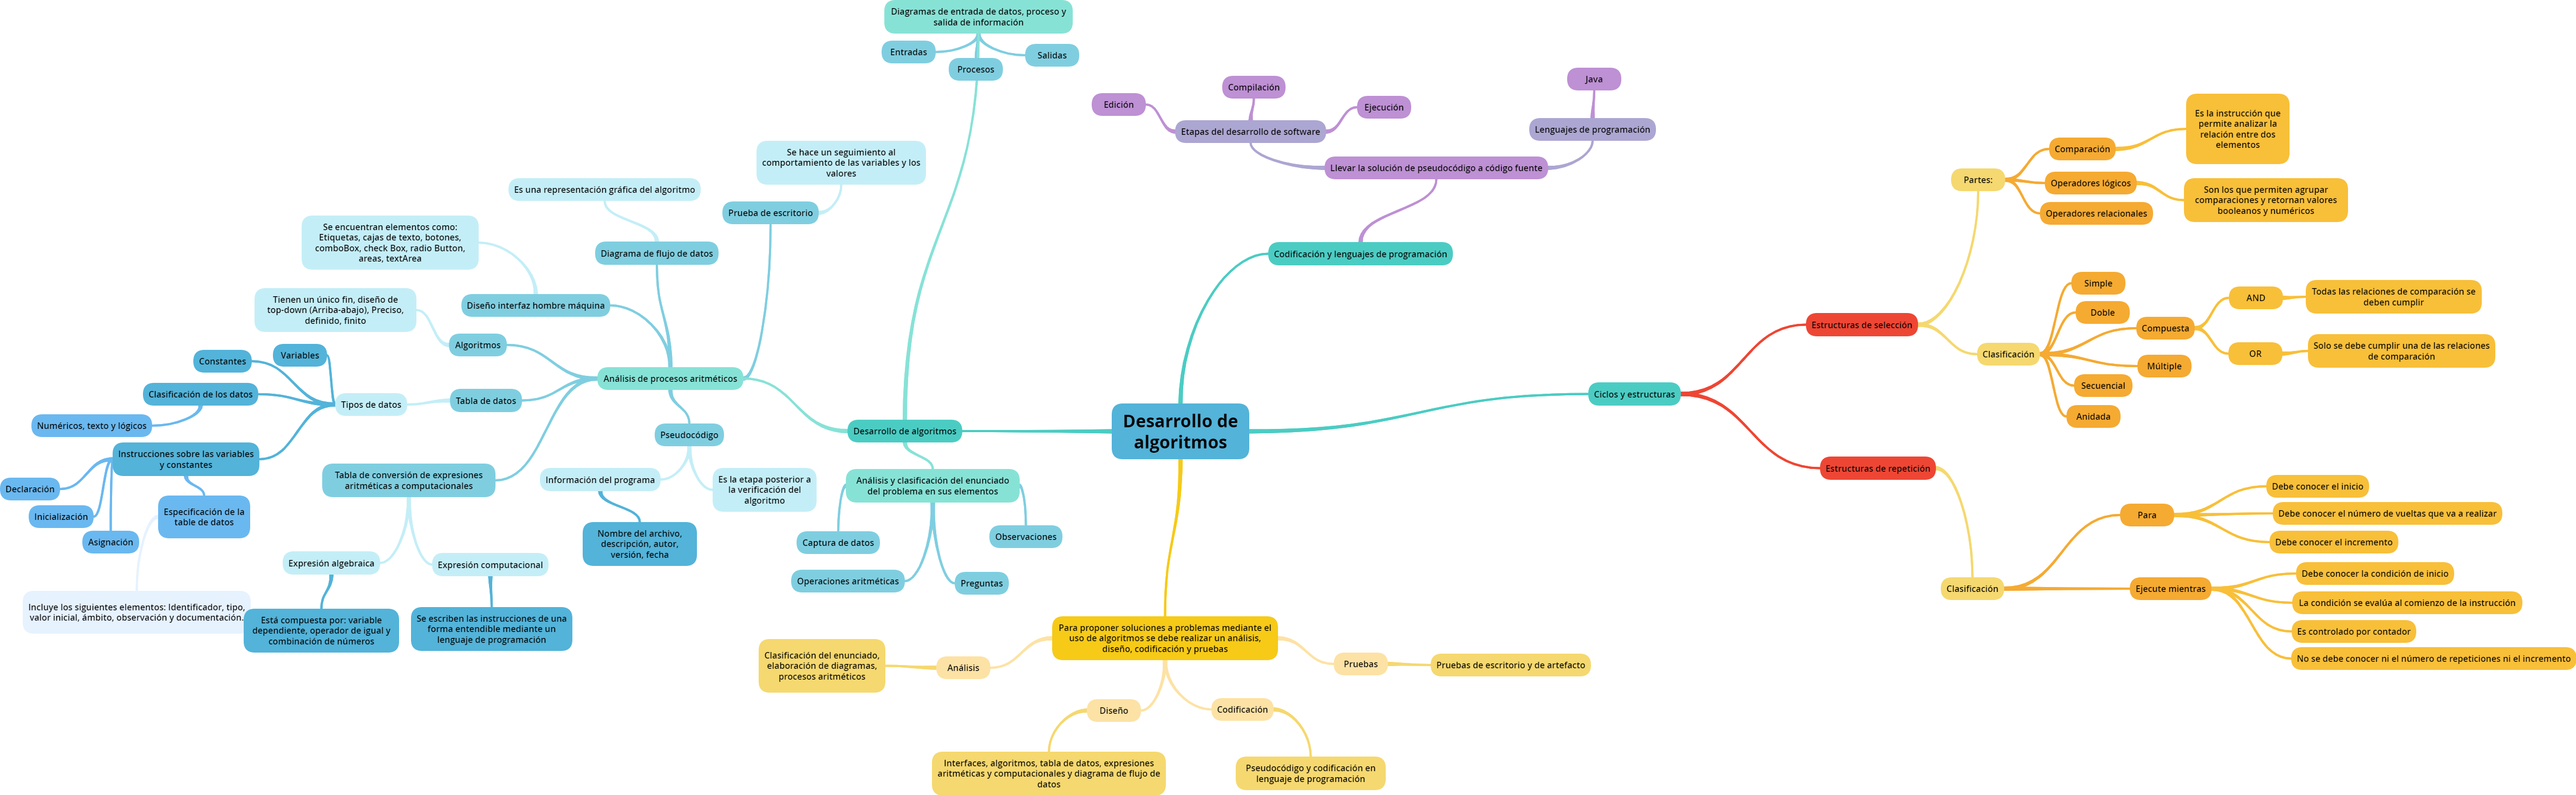 Desarrollo de
algoritmos
Desarrollo de algoritmos
Diagramas de entrada de datos, proceso y
salida de información
Entradas
Procesos
Salidas
Análisis de procesos aritméticos
Prueba de escritorio
Se hace un seguimiento al
comportamiento de las variables y los
valores
Diagrama de flujo de datos
Es una representación gráfica del algoritmo
Diseño interfaz hombre máquina
Se encuentran elementos como:
Etiquetas, cajas de texto, botones,
comboBox, check Box, radio Button,
areas, textArea
Algoritmos
Tienen un único fin, diseño de
top-down (Arriba-abajo), Preciso,
definido, finito
Tabla de datos
Tipos de datos
Variables
Constantes
Clasificación de los datos
Numéricos, texto y lógicos
Instrucciones sobre las variables
y constantes
Declaración
Inicialización
Asignación
Especificación de la
table de datos
Incluye los siguientes elementos: Identificador, tipo,
valor inicial, ámbito, observación y documentación.
Tabla de conversión de expresiones
aritméticas a computacionales
Expresión algebraica
Está compuesta por: variable
dependiente, operador de igual y
combinación de números
Expresión computacional
Se escriben las instrucciones de una
forma entendible mediante un
lenguaje de programación
Pseudocódigo
Información del programa
Nombre del archivo,
descripción, autor,
versión, fecha
Es la etapa posterior a
la verificación del
algoritmo
Análisis y clasificación del enunciado
del problema en sus elementos
Captura de datos
Operaciones aritméticas
Preguntas
Observaciones
Codificación y lenguajes de programación
Llevar la solución de pseudocódigo a código fuente
Etapas del desarrollo de software
Edición
Compilación
Ejecución
Lenguajes de programación
Java
Ciclos y estructuras
Estructuras de selección
Partes:
Comparación
Es la instrucción que
permite analizar la
relación entre dos
elementos
Operadores lógicos
Son los que permiten agrupar
comparaciones y retornan valores
booleanos y numéricos
Operadores relacionales
Clasificación
Simple
Doble
Compuesta
AND
Todas las relaciones de comparación se
deben cumplir
OR
Solo se debe cumplir una de las relaciones
de comparación
Múltiple
Secuencial
Anidada
Estructuras de repetición
Clasificación
Para
Debe conocer el inicio
Debe conocer el número de vueltas que va a realizar
Debe conocer el incremento
Ejecute mientras
Debe conocer la condición de inicio
La condición se evalúa al comienzo de la instrucción
Es controlado por contador
No se debe conocer ni el número de repeticiones ni el incremento
Para proponer soluciones a problemas mediante el
uso de algoritmos se debe realizar un análisis,
diseño, codificación y pruebas
Análisis
Clasificación del enunciado,
elaboración de diagramas,
procesos aritméticos
Diseño
Interfaces, algoritmos, tabla de datos, expresiones
aritméticas y computacionales y diagrama de flujo de
datos
Codificación
Pseudocódigo y codificación en
lenguaje de programación
Pruebas
Pruebas de escritorio y de artefacto